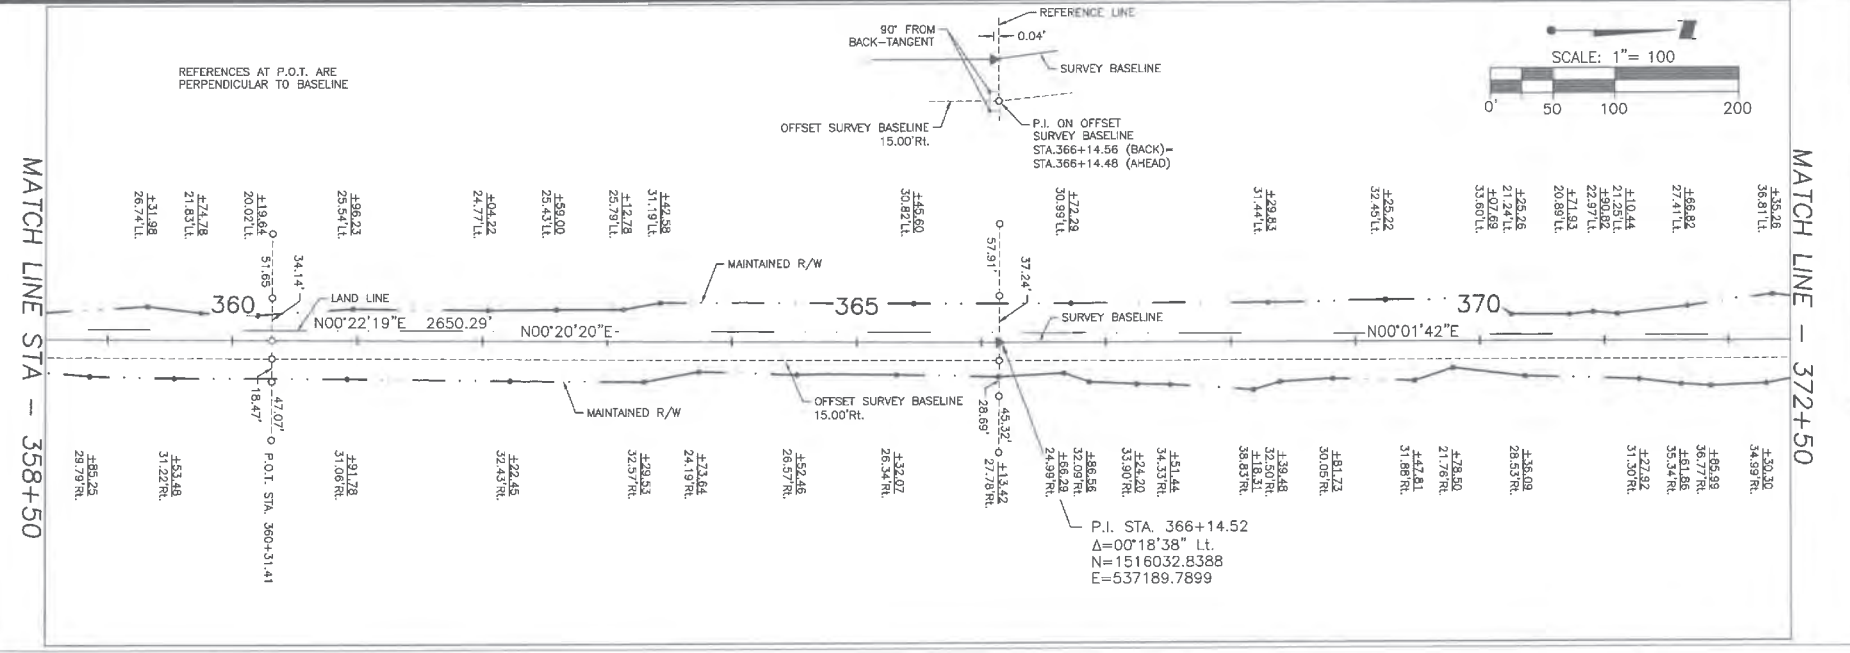 REFERENCE LINE
90° FROM
BACK-TANGENT
0.04'
SURVEY BASELINE
SCALE: 1"= 100
0' 50 100 200
REFERENCES AT P.O.T. ARE
PERPENDICULAR TO BASELINE
OFFSET SURVEY BASELINE
15.00'Rt.
P.I. ON OFFSET
SURVEY BASELINE
STA.366+14.56 (BACK)=
STA.366+14.48 (AHEAD)
MATCH LINE STA - 358+50
+31.98
26.74'Lt.
+74.78
21.83'Lt.
+19.64
20.02'Lt.
+96.23
25.54'Lt.
+04.22
24.77'Lt.
+59.00
25.43'Lt.
+12.78
25.79'Lt.
+42.58
31.19'Lt.
+45.60
30.82'Lt.
+72.29
30.99'Lt.
+29.83
31.44'Lt.
+25.22
32.45'Lt.
+07.69
33.60'Lt.
+25.26
21.24'Lt.
+71.93
20.89'Lt.
+90.82
22.97'Lt.
+10.44
21.25'Lt.
+66.82
27.41'Lt.
+35.26
36.81'Lt.
MATCH LINE - 372+50
51.65'
34.14'
57.91'
37.24'
MAINTAINED R/W
360
LAND LINE
365
370
N00°22'19"E 2650.29'
N00°20'20"E
SURVEY BASELINE
N00°01'42"E
18.47'
47.07'
MAINTAINED R/W
OFFSET SURVEY BASELINE
15.00'Rt.
28.69'
45.32'
+85.25
29.79'Rt.
+53.48
31.22'Rt.
P.O.T. STA. 360+31.41
+91.78
31.06'Rt.
+22.45
32.43'Rt.
+29.53
32.57'Rt.
+73.64
24.19'Rt.
+52.46
26.57'Rt.
+32.07
26.34'Rt.
+13.42
27.78'Rt.
+66.29
24.99'Rt.
+86.56
32.09'Rt.
+24.20
33.90'Rt.
+51.44
34.33'Rt.
+18.31
38.83'Rt.
+39.48
32.50'Rt.
+81.73
30.05'Rt.
+47.81
31.88'Rt.
+78.50
21.76'Rt.
+36.09
28.53'Rt.
+27.92
31.30'Rt.
+61.86
35.34'Rt.
+85.99
36.77'Rt.
+30.30
34.99'Rt.
P.I. STA. 366+14.52
Δ=00°18'38" Lt.
N=1516032.8388
E=537189.7899